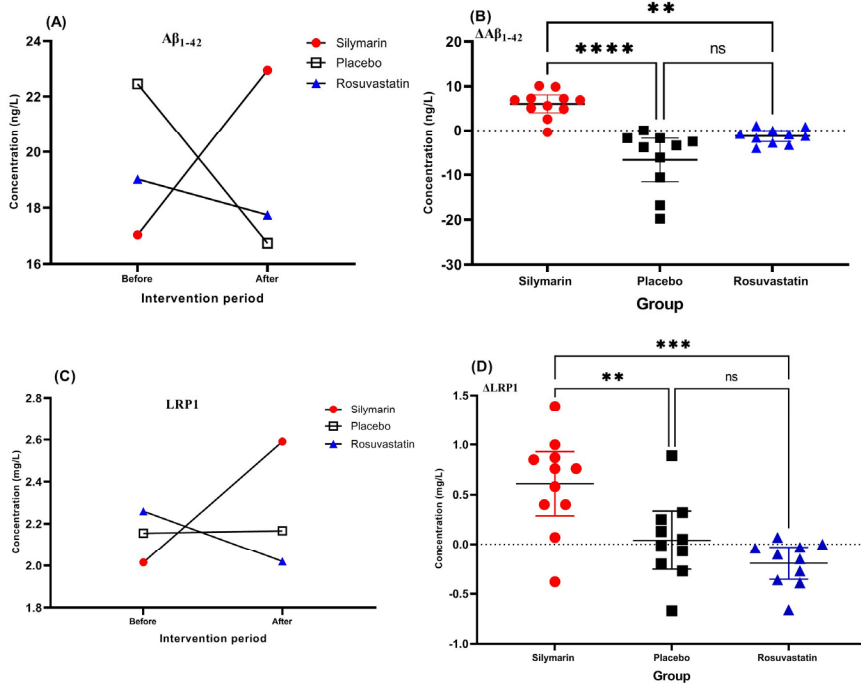 (A)
Aβ1-42
Silymarin
Placebo
Rosuvastatin
Concentration (ng/L)
24
22
20
18
16
Before
After
Intervention period
(B)
ΔAβ1-42
**
****
ns
Concentration (ng/L)
20
10
0
-10
-20
-30
Silymarin
Placebo
Rosuvastatin
Group
(C)
LRP1
Silymarin
Placebo
Rosuvastatin
Concentration (mg/L)
2.8
2.6
2.4
2.2
2.0
1.8
Before
After
Intervention period
(D)
ΔLRP1
***
**
ns
Concentration (mg/L)
1.5
1.0
0.5
0.0
-0.5
-1.0
Silymarin
Placebo
Rosuvastatin
Group